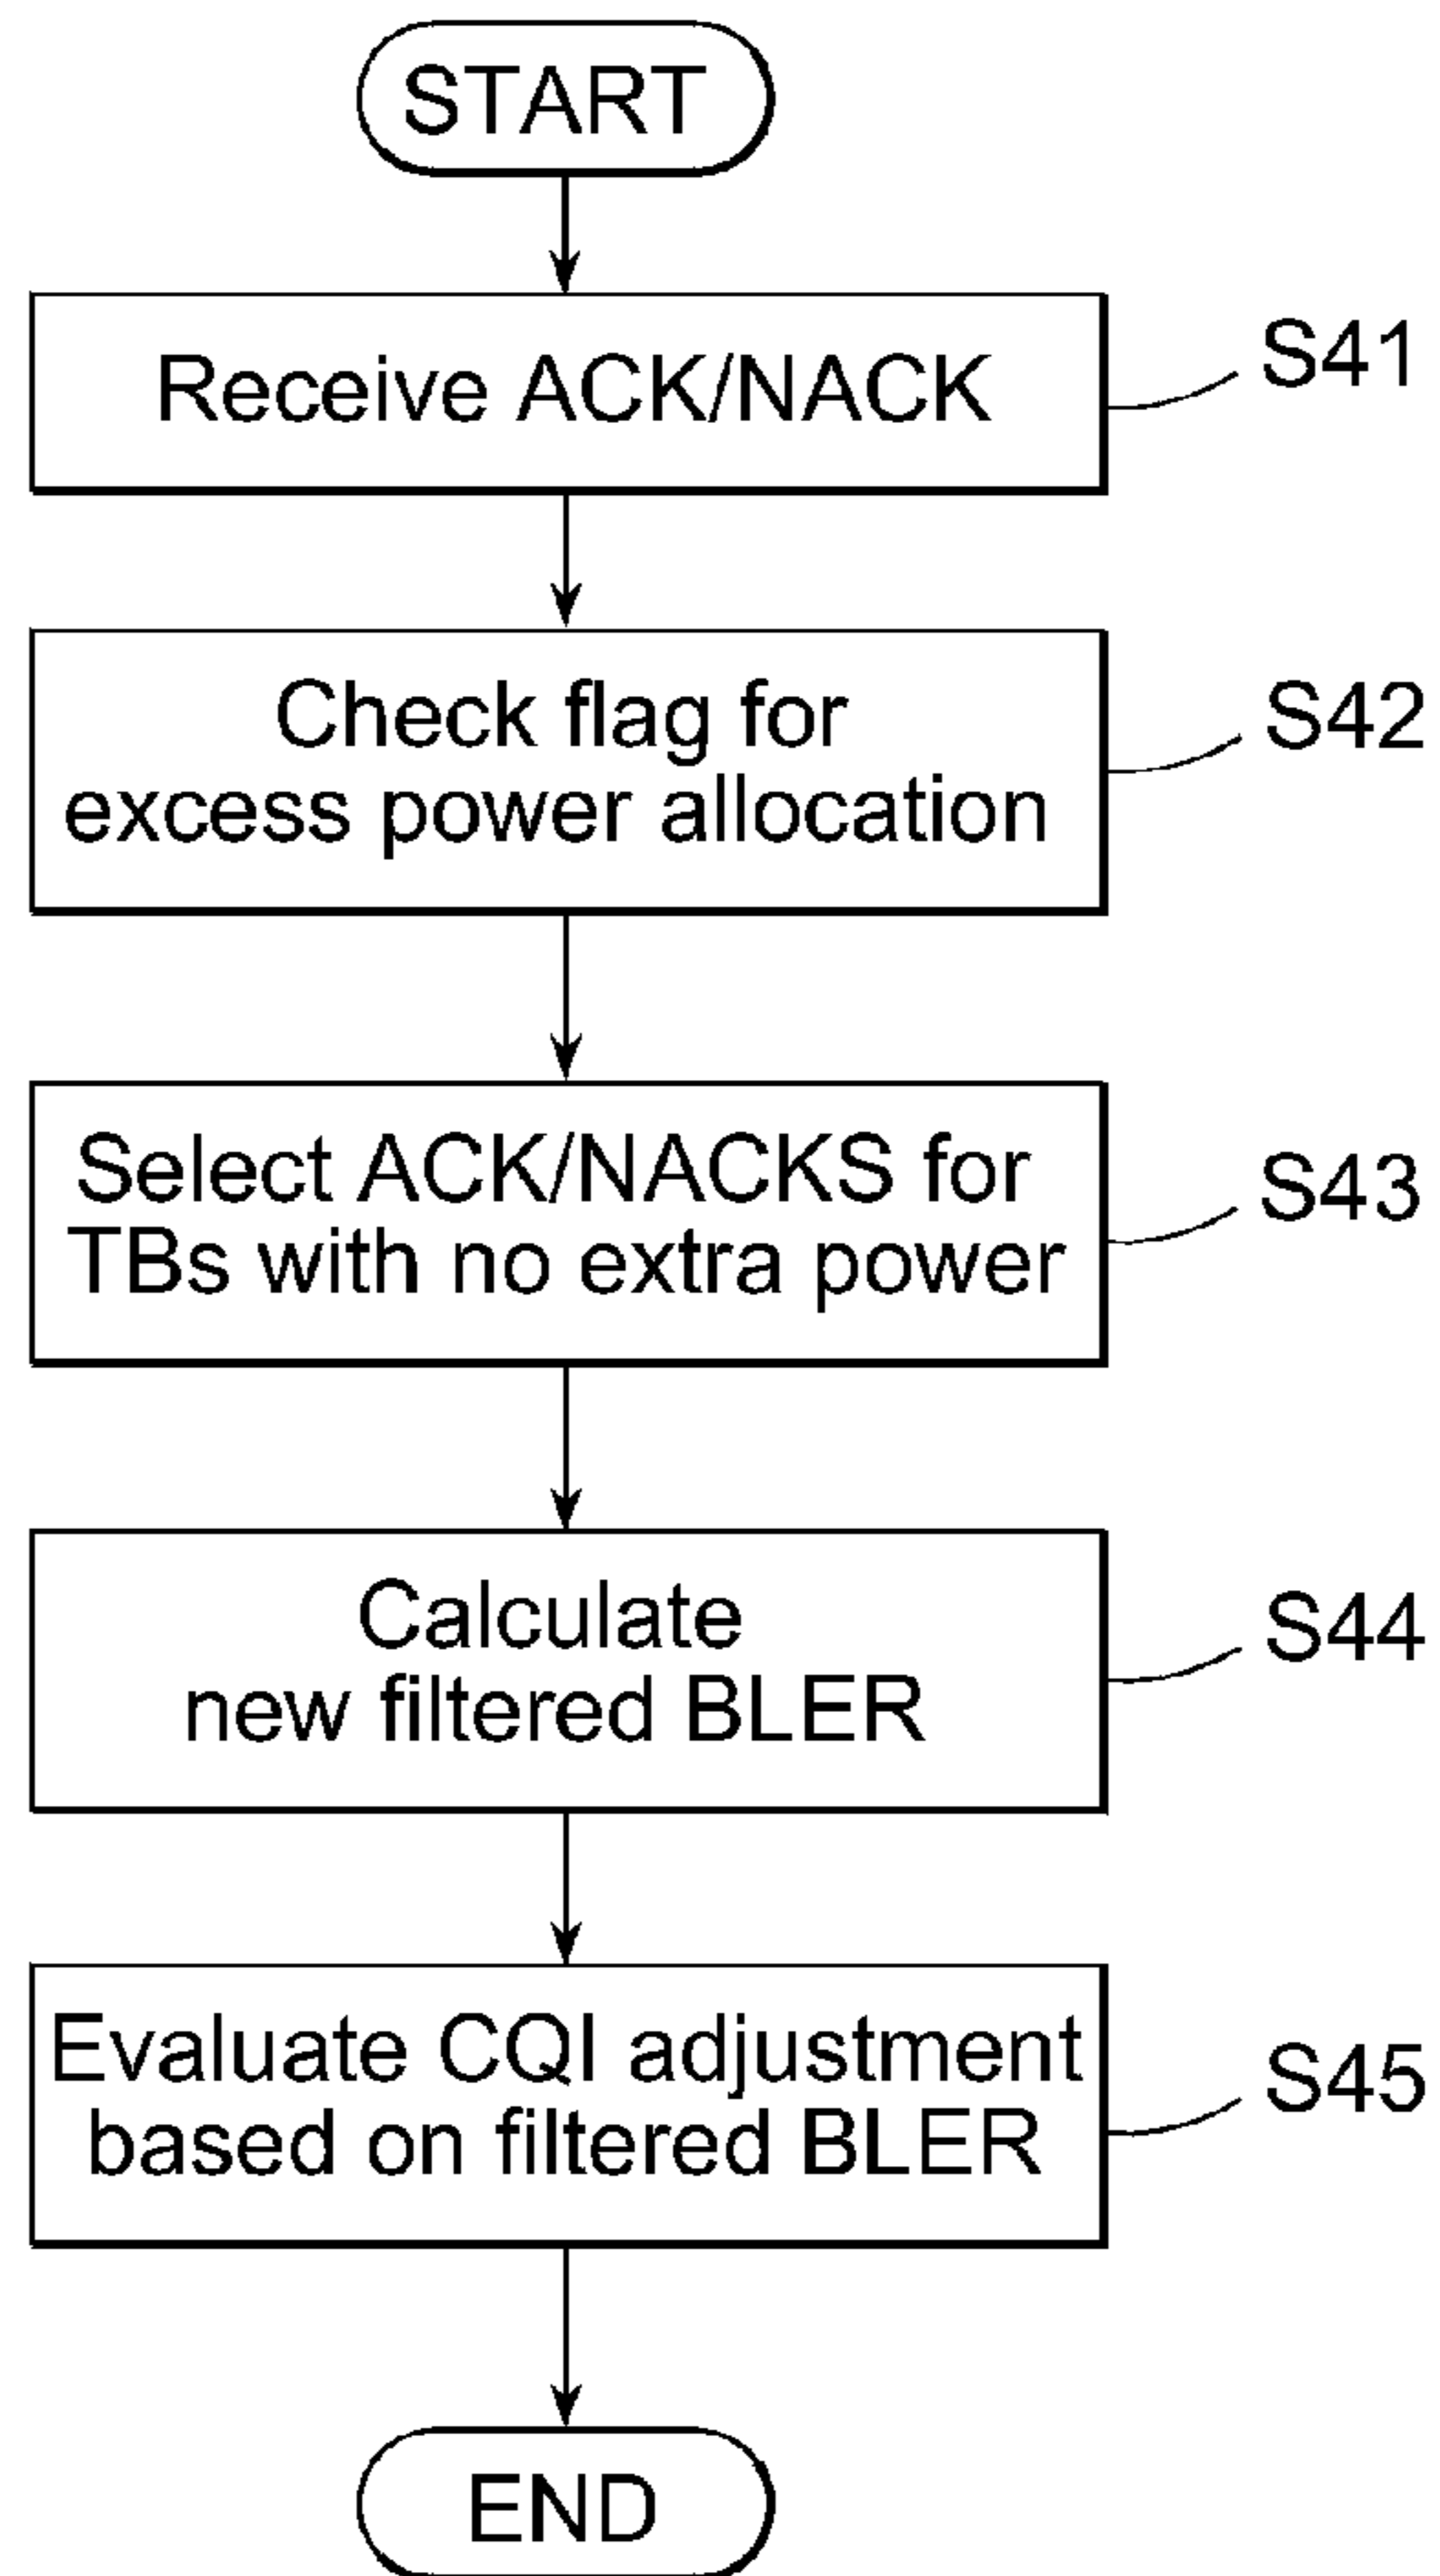 START
Receive ACK/NACK
S41
Check flag for
excess power allocation
S42
Select ACK/NACKS for
TBs with no extra power
S43
Calculate
new filtered BLER
S44
Evaluate CQI adjustment
based on filtered BLER
S45
END